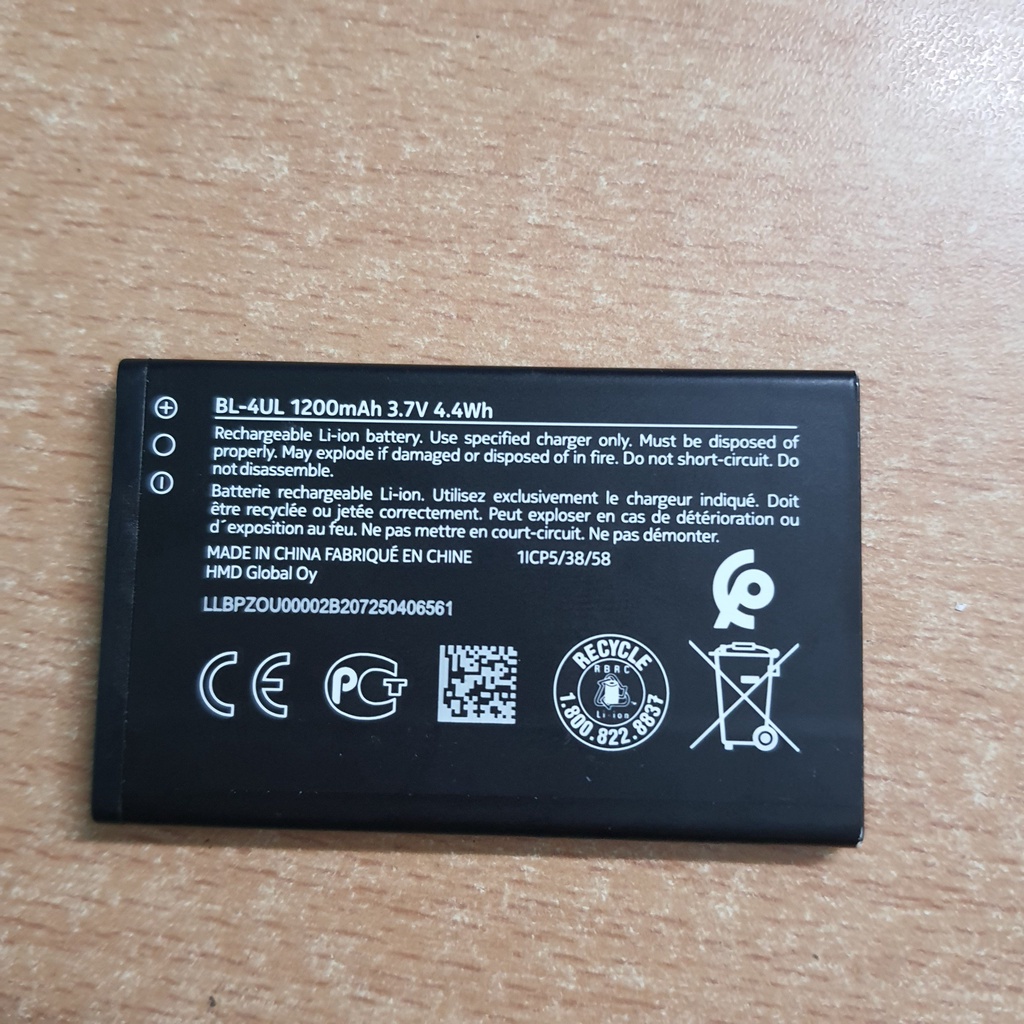 BL-4UL 1200mAh 3.7V 4.4Wh
Rechargeable Li-ion battery. Use specified charger only. Must be disposed of
properly. May explode if damaged or disposed of in fire. Do not short-circuit. Do
not disassemble.
Batterie rechargeable Li-ion. Utilisez exclusivement le chargeur indiqué. Doit
être recyclée ou jetée correctement. Peut exploser en cas de détérioration ou
d´exposition au feu. Ne pas mettre en court-circuit. Ne pas démonter.
MADE IN CHINA FABRIQUÉ EN CHINE 1ICP5/38/58
HMD Global Oy
LLBPZOU00002B207250406561
CE
PCT
RECYCLE
RBRC
Li-ion
1.800.822.8837